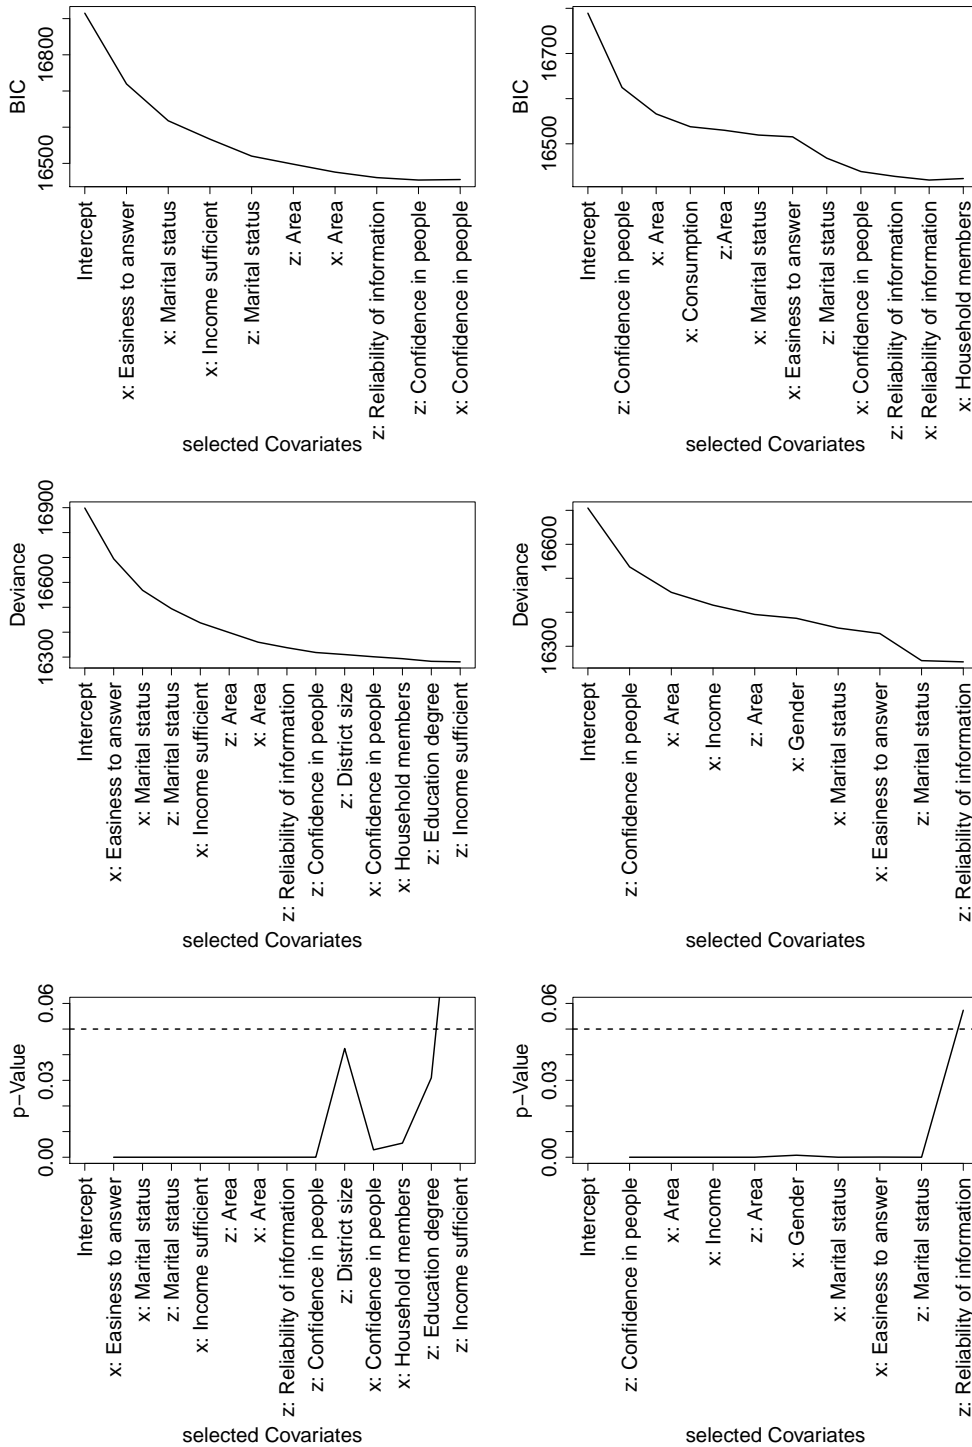 BIC
16800
16500
Intercept
x: Easiness to answer
x: Marital status
x: Income sufficient
z: Marital status
z: Area
x: Area
z: Reliability of information
z: Confidence in people
x: Confidence in people
selected Covariates
BIC
16700
16500
Intercept
z: Confidence in people
x: Area
x: Consumption
z:Area
x: Marital status
x: Easiness to answer
z: Marital status
x: Confidence in people
z: Reliability of information
x: Reliability of information
x: Household members
selected Covariates
Deviance
16900
16600
16300
Intercept
x: Easiness to answer
x: Marital status
z: Marital status
x: Income sufficient
z: Area
x: Area
z: Reliability of information
z: Confidence in people
z: District size
x: Confidence in people
x: Household members
z: Education degree
z: Income sufficient
selected Covariates
Deviance
16600
16300
Intercept
z: Confidence in people
x: Area
x: Income
z: Area
x: Gender
x: Marital status
x: Easiness to answer
z: Marital status
z: Reliability of information
selected Covariates
p−Value
0.06
0.03
0.00
Intercept
x: Easiness to answer
x: Marital status
z: Marital status
x: Income sufficient
z: Area
x: Area
z: Reliability of information
z: Confidence in people
z: District size
x: Confidence in people
x: Household members
z: Education degree
z: Income sufficient
selected Covariates
p−Value
0.06
0.03
0.00
Intercept
z: Confidence in people
x: Area
x: Income
z: Area
x: Gender
x: Marital status
x: Easiness to answer
z: Marital status
z: Reliability of information
selected Covariates